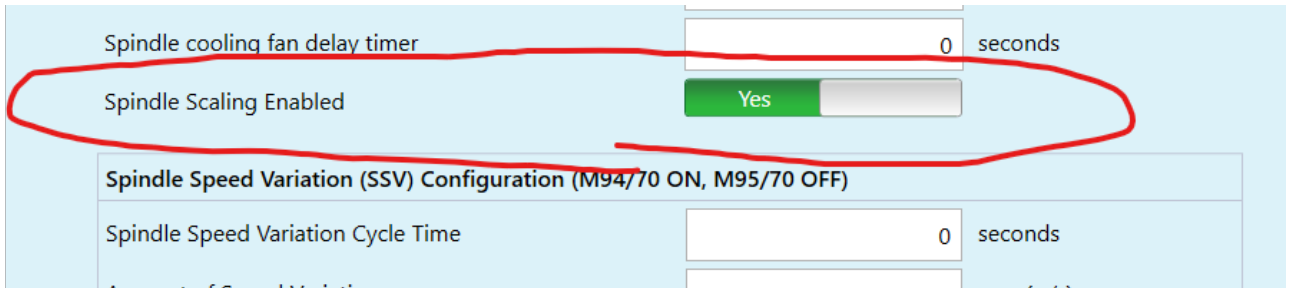 Spindle cooling fan delay timer 0 seconds
Spindle Scaling Enabled Yes
Spindle Speed Variation (SSV) Configuration (M94/70 ON, M95/70 OFF)
Spindle Speed Variation Cycle Time 0 seconds